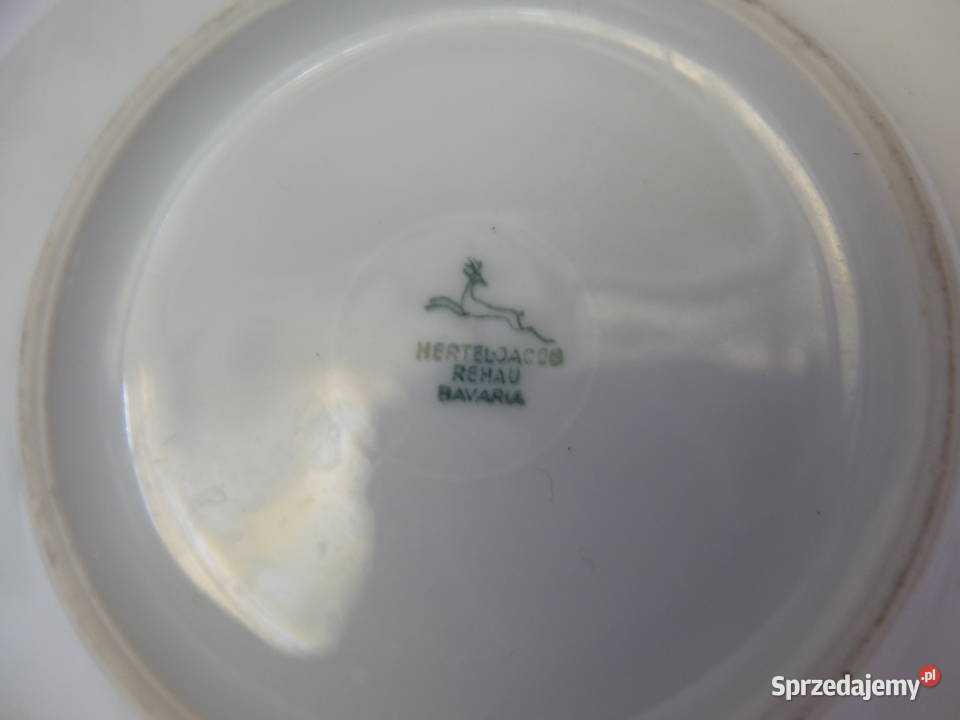 HERTEL-JACOB
REHAU
BAVARIA
Sprzedajemy.pl